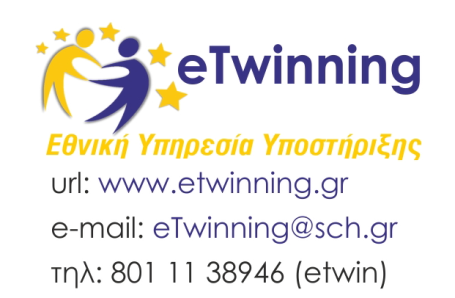 eTwinning
Εθνική Υπηρεσία Υποστήριξης
url: www.etwinning.gr
e-mail: eTwinning@sch.gr
τηλ: 801 11 38946 (etwin)